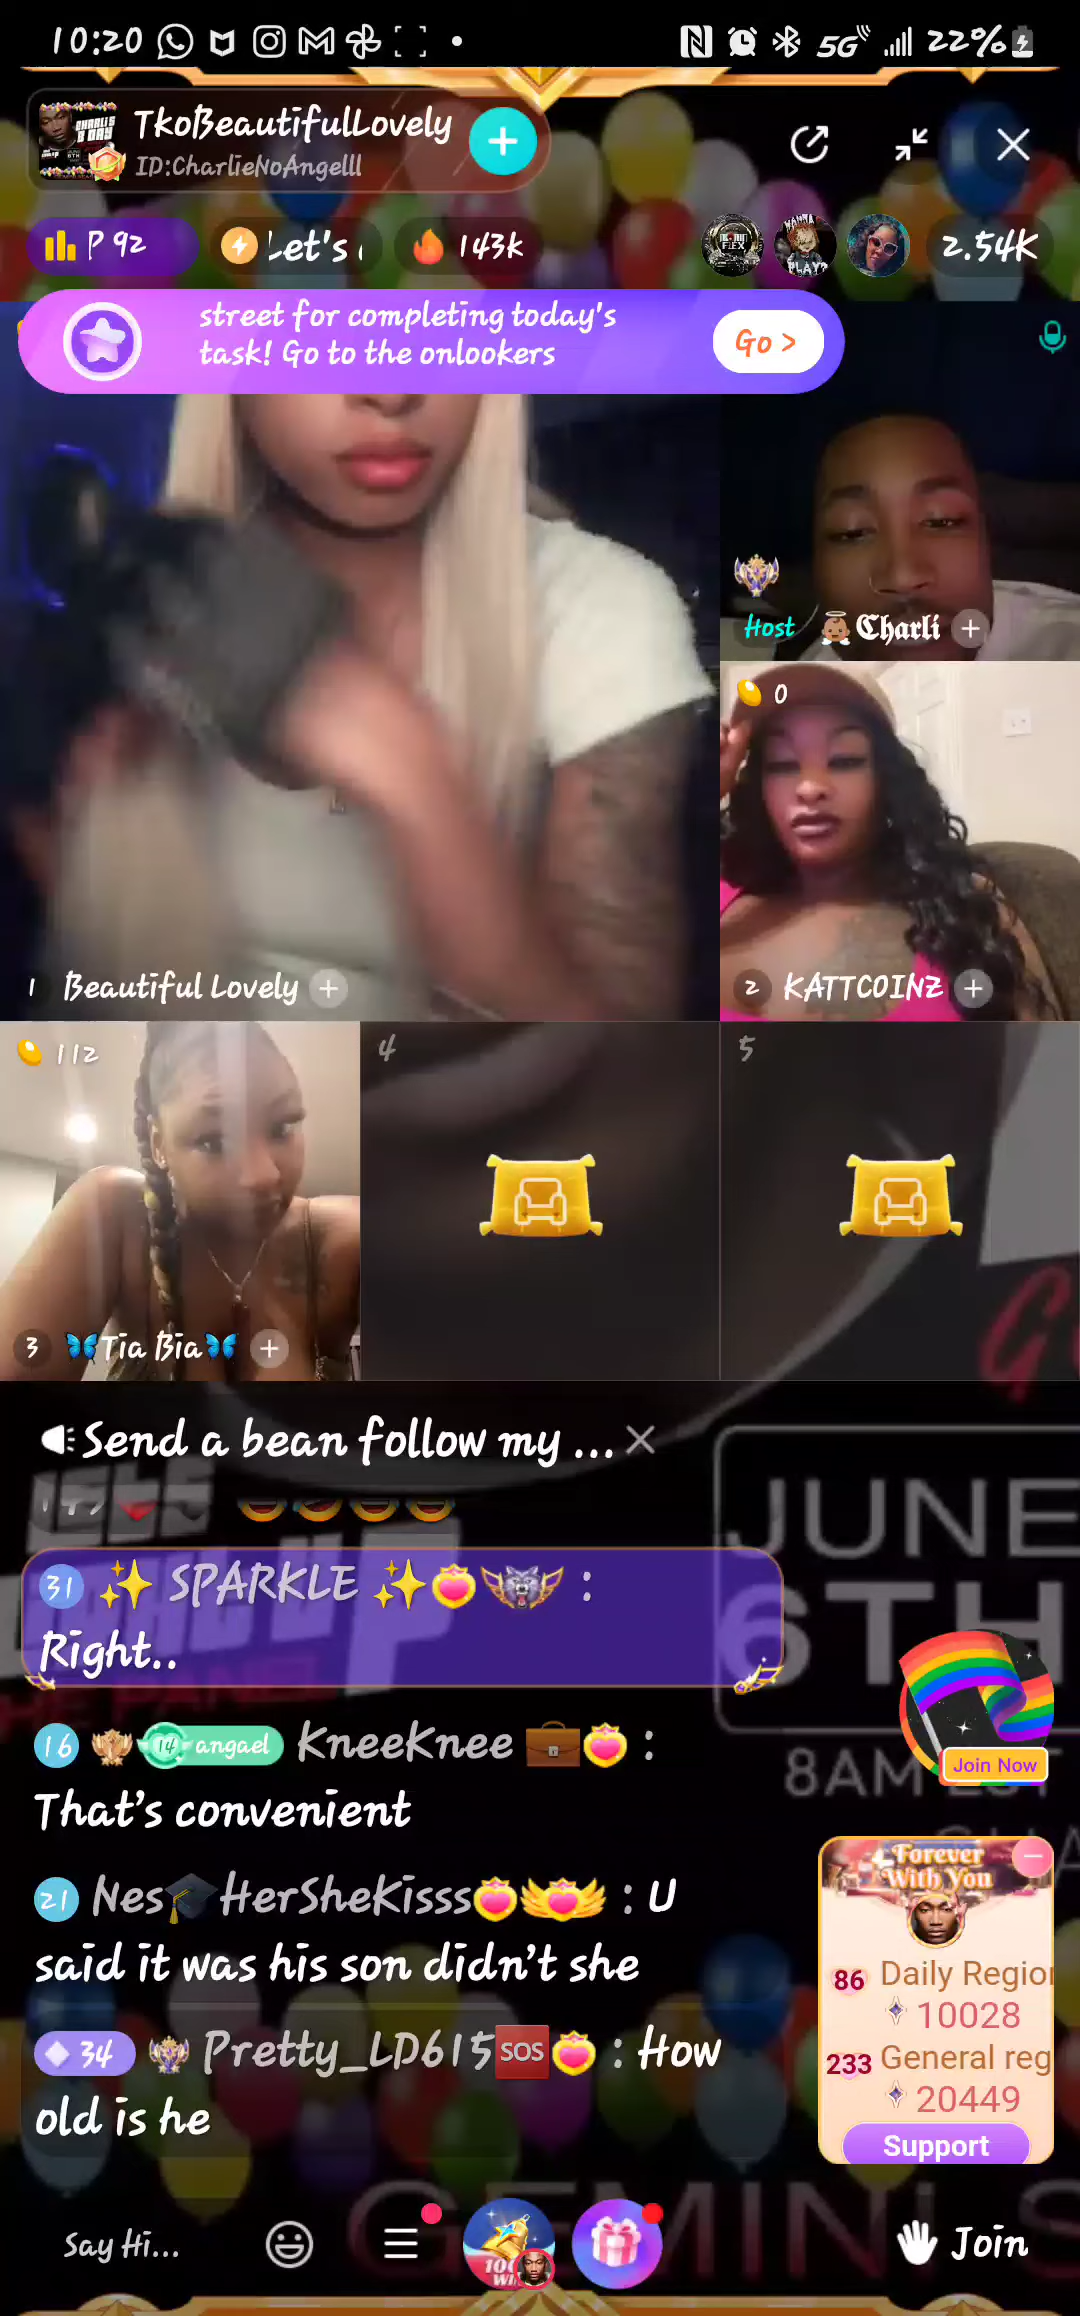 10:20
5G
22%
TkoBeautifulLovely
ID:CharlieNoAngelll
P 92
Let's
143k
2.54K
street for completing today's
task! Go to the onlookers
Go >
Host Charli
0
1 Beautiful Lovely
2 KATTCOINZ
112
4
5
3 Tia Bia
Send a bean follow my ...
JUNE
6TH
8AM
31 SPARKLE :
Right..
16 14 angael KneeKnee :
That's convenient
21 Nes HerSheKisss : U
said it was his son didn't she
34 Pretty_LD615 SOS : How
old is he
Join Now
Forever
With You
86 Daily Region
10028
233 General reg
20449
Support
GEMINI S
Say Hi...
Join